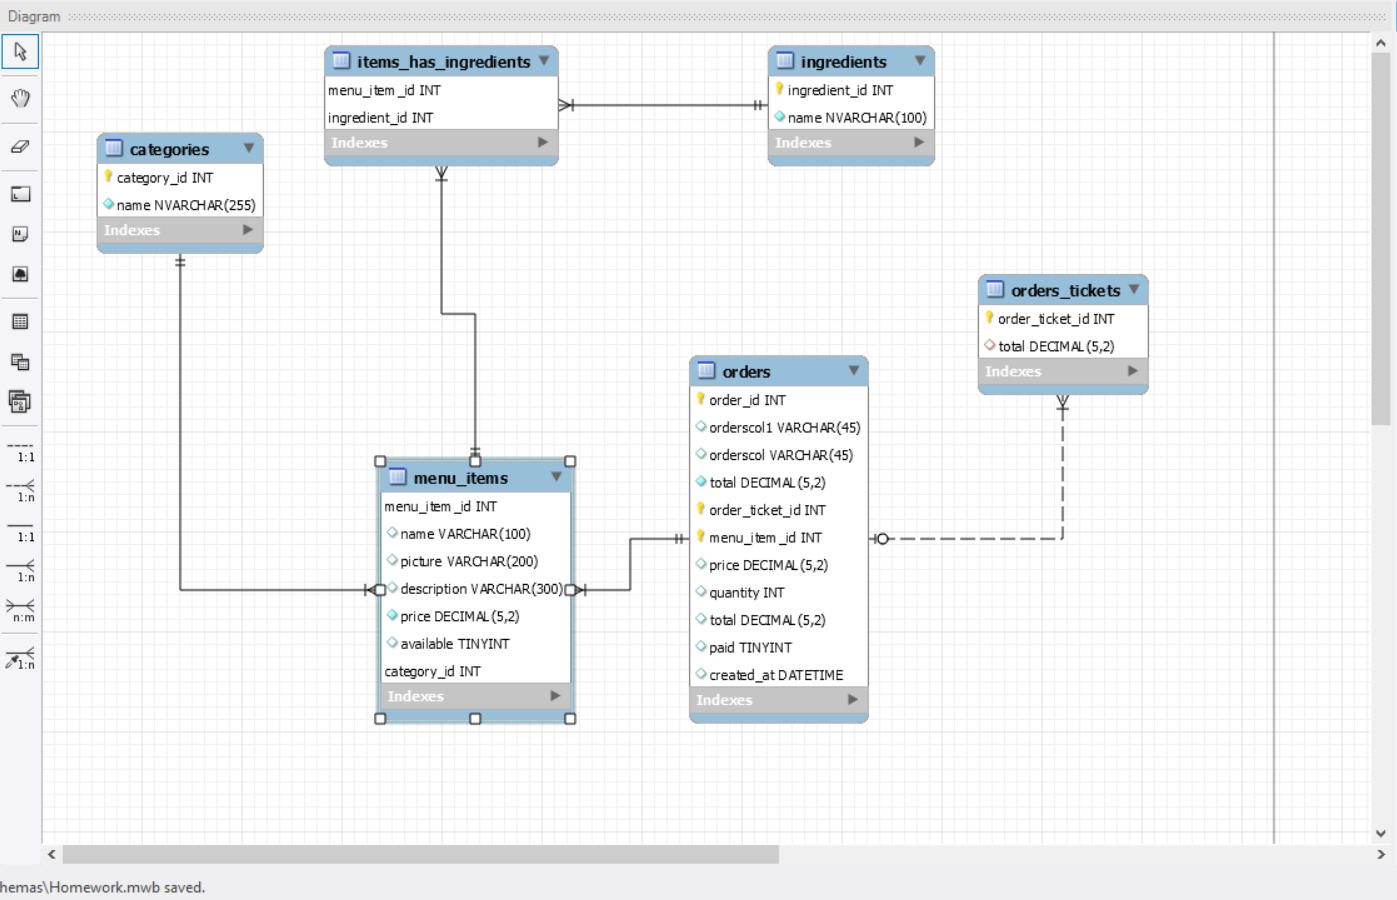 Diagram
items_has_ingredients
menu_item_id INT
ingredient_id INT
Indexes
ingredients
ingredient_id INT
name NVARCHAR(100)
Indexes
categories
category_id INT
name NVARCHAR(255)
Indexes
orders_tickets
order_ticket_id INT
total DECIMAL(5,2)
Indexes
orders
order_id INT
orderscol1 VARCHAR(45)
orderscol VARCHAR(45)
total DECIMAL(5,2)
order_ticket_id INT
menu_item_id INT
price DECIMAL(5,2)
quantity INT
total DECIMAL(5,2)
paid TINYINT
created_at DATETIME
Indexes
menu_items
menu_item_id INT
name VARCHAR(100)
picture VARCHAR(200)
description VARCHAR(300)
price DECIMAL(5,2)
available TINYINT
category_id INT
Indexes
1:1
1:n
1:1
1:n
n:m
1:n
hemas\Homework.mwb saved.